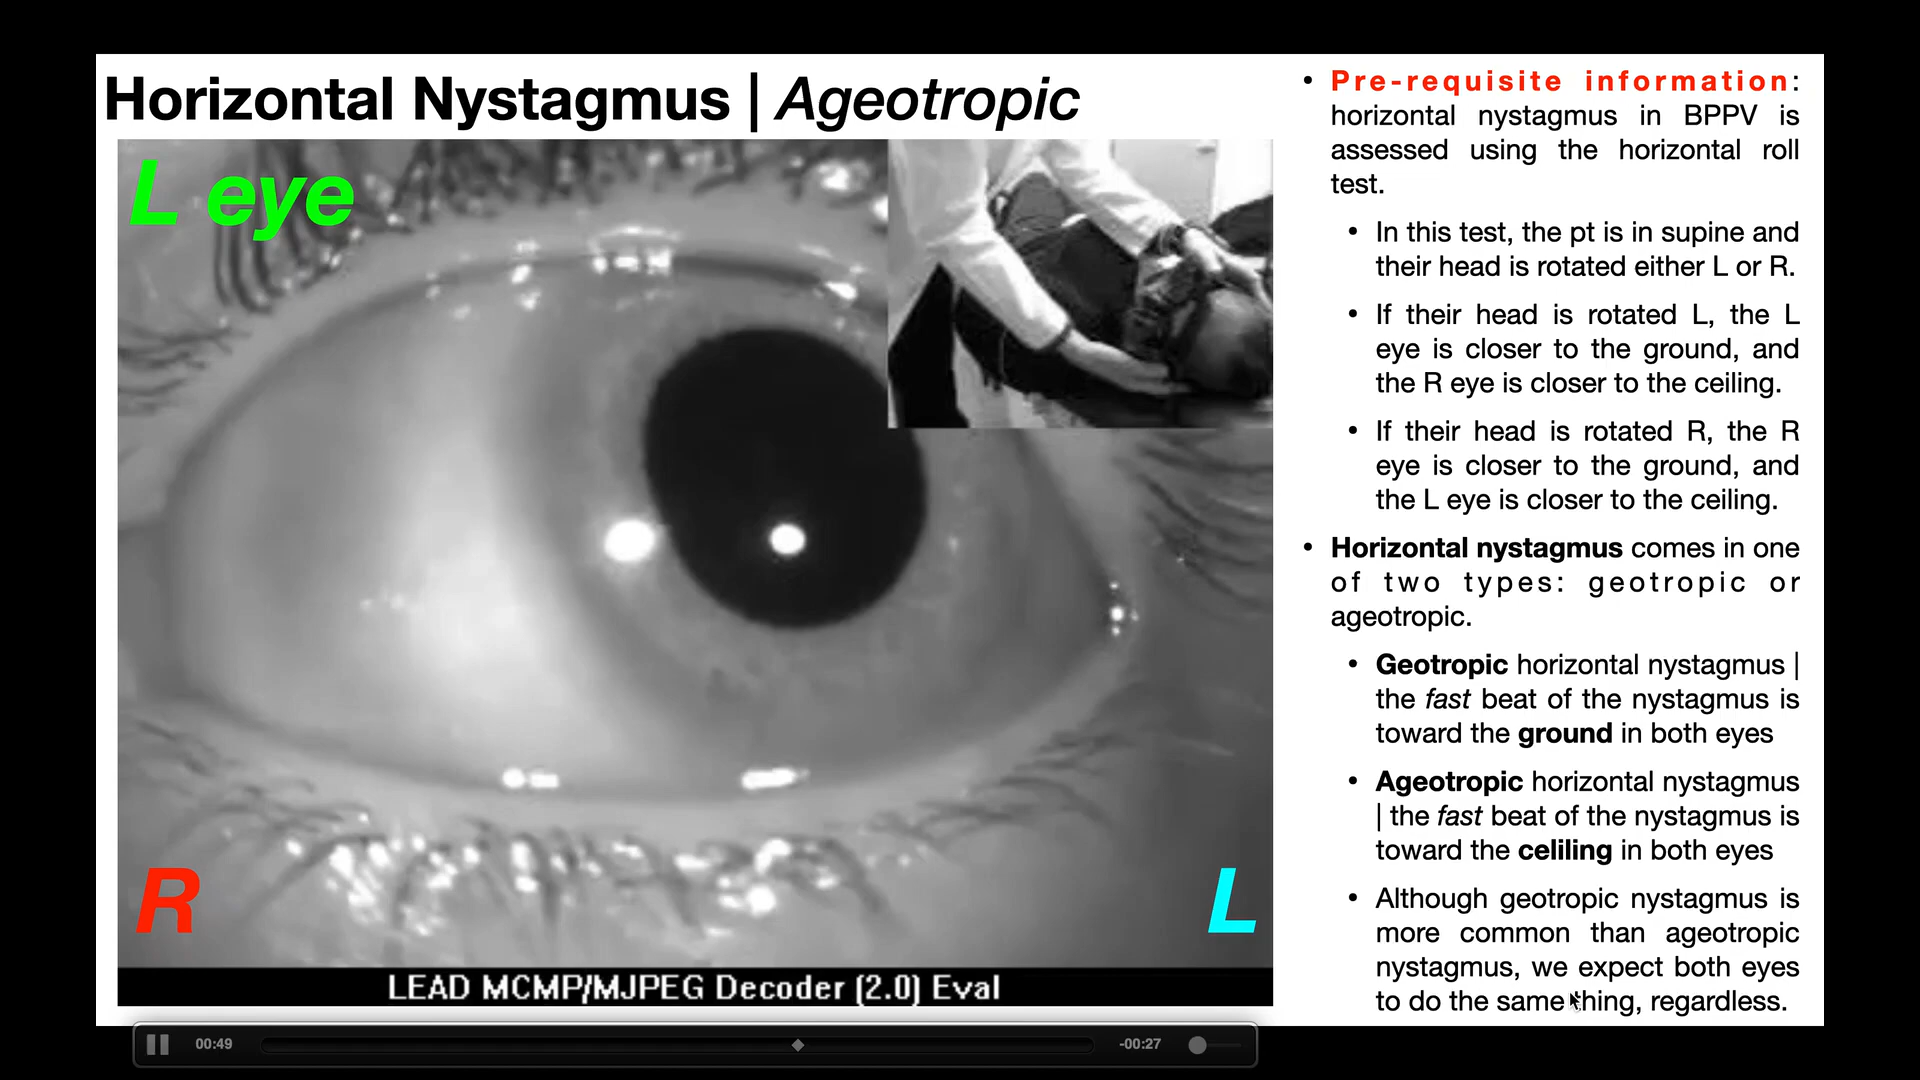 Horizontal Nystagmus | Ageotropic
L eye
R
L
LEAD MCMP/MJPEG Decoder (2.0) Eval
00:49
-00:27
• Pre-requisite information:
horizontal nystagmus in BPPV is
assessed using the horizontal roll
test.
• In this test, the pt is in supine and
their head is rotated either L or R.
• If their head is rotated L, the L
eye is closer to the ground, and
the R eye is closer to the ceiling.
• If their head is rotated R, the R
eye is closer to the ground, and
the L eye is closer to the ceiling.
• Horizontal nystagmus comes in one
of two types: geotropic or
ageotropic.
• Geotropic horizontal nystagmus |
the fast beat of the nystagmus is
toward the ground in both eyes
• Ageotropic horizontal nystagmus
| the fast beat of the nystagmus is
toward the celiling in both eyes
• Although geotropic nystagmus is
more common than ageotropic
nystagmus, we expect both eyes
to do the same thing, regardless.